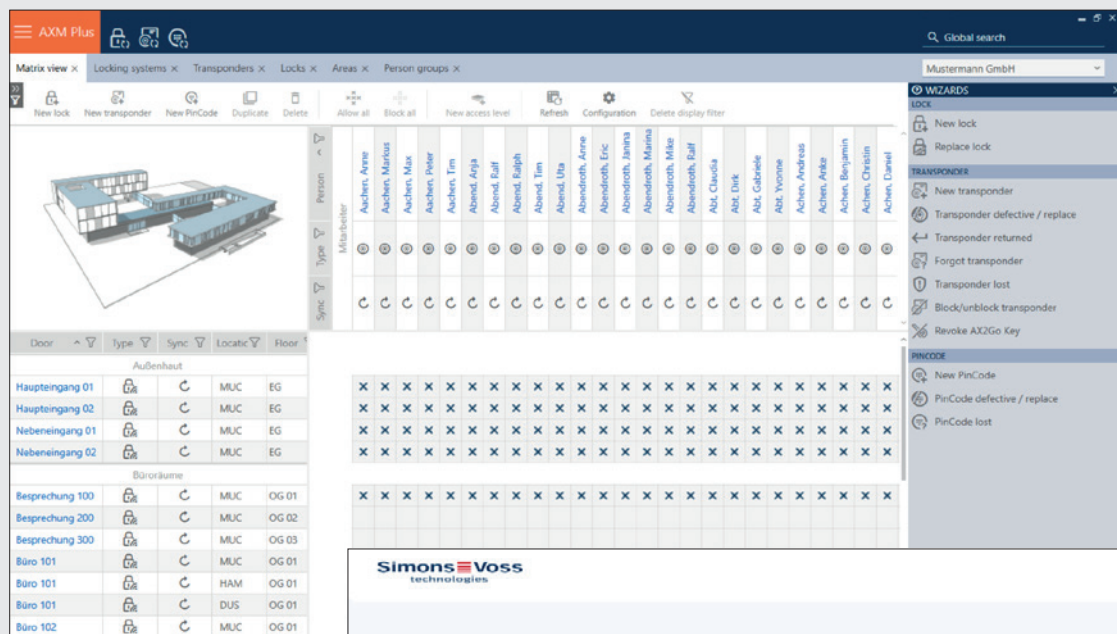 AXM Plus
Global search
Matrix view × Locking systems × Transponders × Locks × Areas × Person groups ×
Mustermann GmbH
New lock New transponder New PinCode Duplicate Delete Allow all Block all New access level Refresh Configuration Delete display filter
Person
Type
Sync
Mitarbeiter
Aachen, Anne
Aachen, Markus
Aachen, Max
Aachen, Peter
Aachen, Tim
Abend, Anja
Abend, Ralf
Abend, Ralph
Abend, Tim
Abend, Uta
Abendroth, Anne
Abendroth, Eric
Abendroth, Janina
Abendroth, Marina
Abendroth, Mike
Abendroth, Ralf
Abt, Claudia
Abt, Dirk
Abt, Gabriele
Abt, Yvonne
Achen, Andreas
Achen, Anke
Achen, Benjamin
Achen, Christin
Achen, Daniel
WIZARDS
LOCK
New lock
Replace lock
TRANSPONDER
New transponder
Transponder defective / replace
Transponder returned
Forgot transponder
Transponder lost
Block/unblock transponder
Revoke AX2Go Key
PINCODE
New PinCode
PinCode defective / replace
PinCode lost
Door Type Sync Locatic Floor
Außenhaut
Haupteingang 01 MUC EG
Haupteingang 02 MUC EG
Nebeneingang 01 MUC EG
Nebeneingang 02 MUC EG
Büroräume
Besprechung 100 MUC OG 01
Besprechung 200 MUC OG 02
Besprechung 300 MUC OG 03
Büro 101 MUC OG 01
Büro 101 HAM OG 01
Büro 101 DUS OG 01
Büro 102 MUC OG 01
Simons Voss
technologies